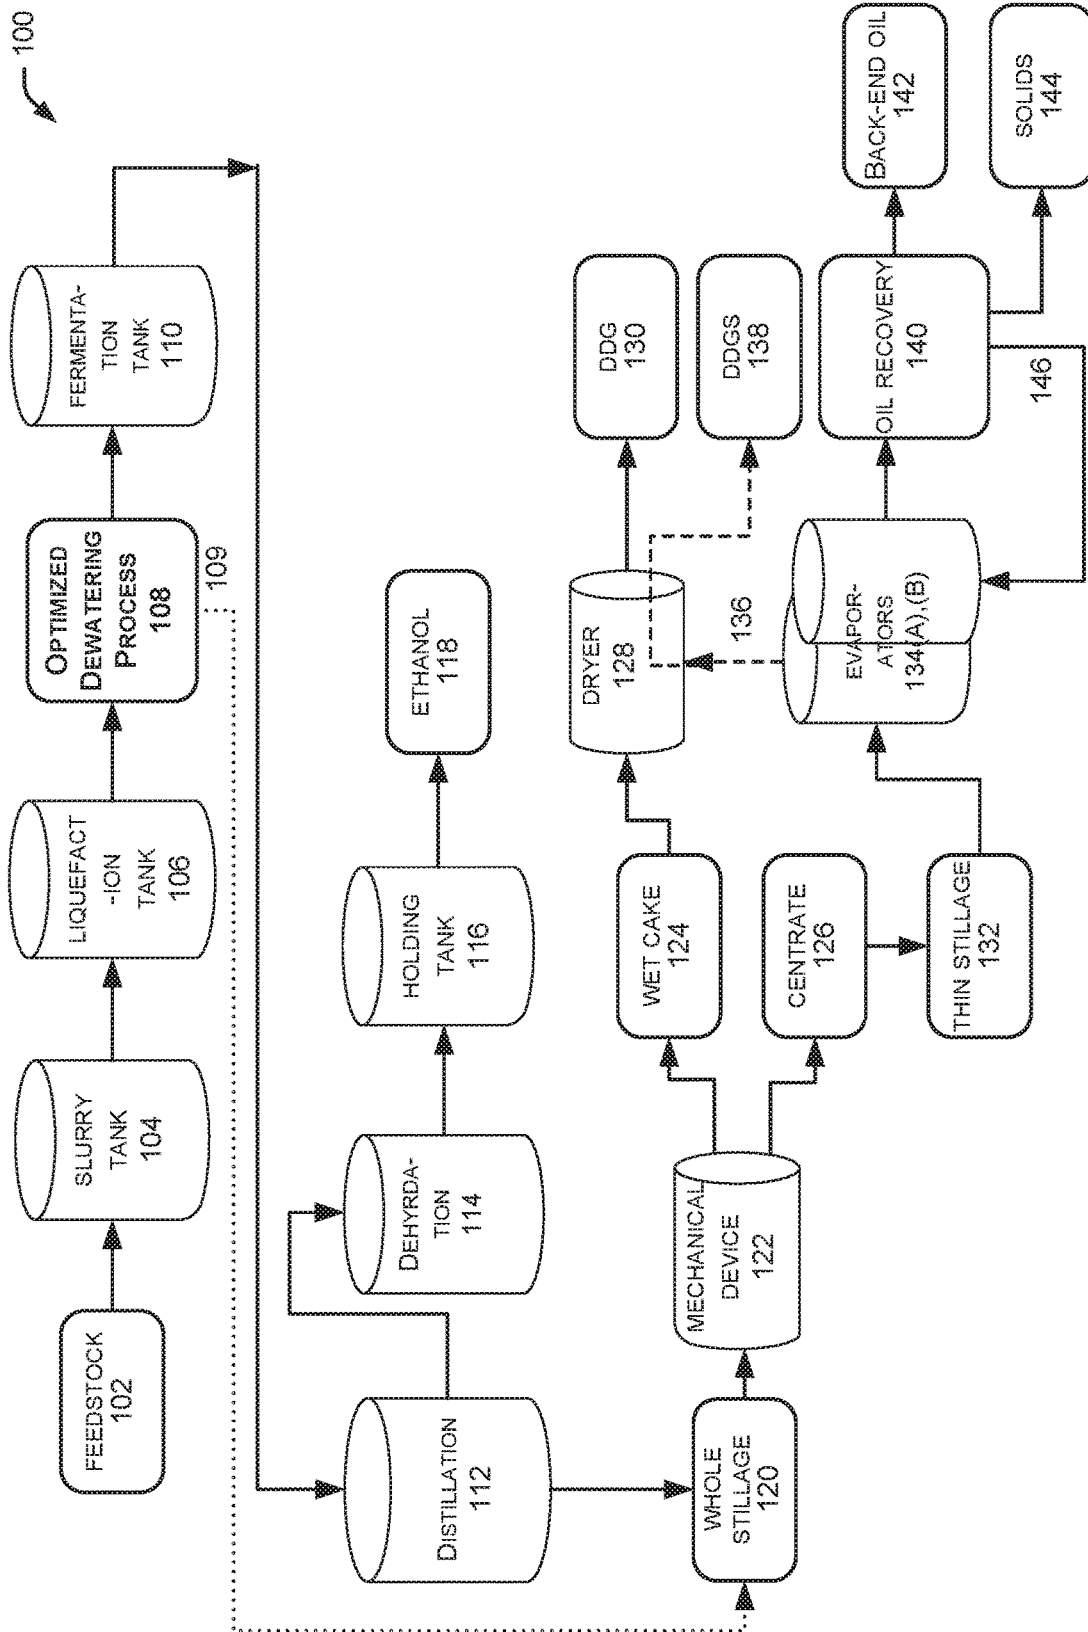 100
FEEDSTOCK
102
SLURRY
TANK
104
LIQUEFACT
-ION
TANK
106
OPTIMIZED
DEWATERING
PROCESS
108
109
FERMENTA-
TION
TANK
110
DISTILLATION
112
DEHYRDA-
TION
114
HOLDING
TANK
116
ETHANOL
118
WHOLE
STILLAGE
120
MECHANICAL
DEVICE
122
WET CAKE
124
CENTRATE
126
DRYER
128
DDG
130
THIN STILLAGE
132
EVAPOR-
ATORS
134(A),(B)
136
DDGS
138
OIL RECOVERY
140
BACK-END OIL
142
SOLIDS
144
146